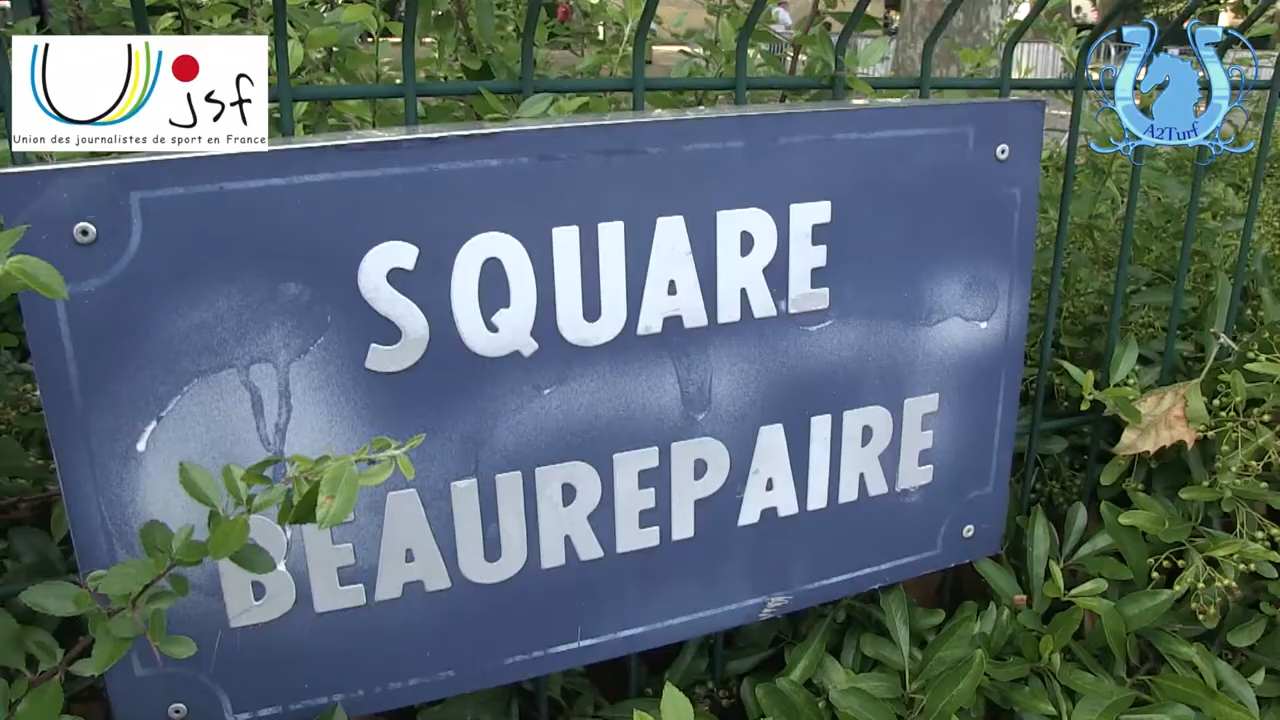 Ujsf
Union des journalistes de sport en France
A2Turf
SQUARE
BEAUREPAIRE